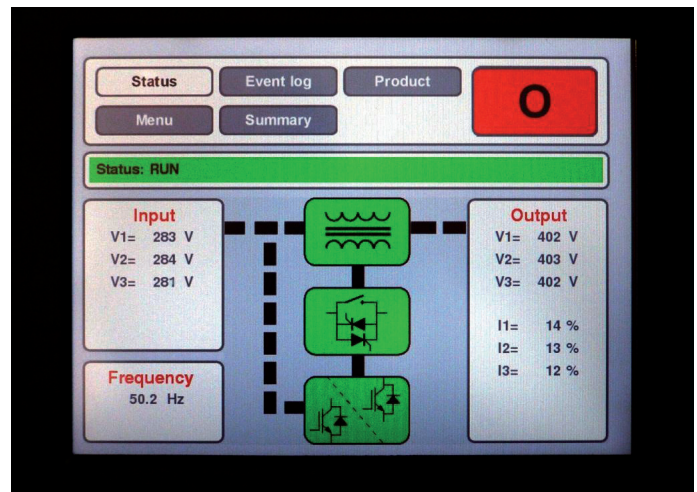 Status Event log Product
O
Menu Summary
Status: RUN
Input
V1= 283 V
V2= 284 V
V3= 281 V
Frequency
50.2 Hz
Output
V1= 402 V
V2= 403 V
V3= 402 V
I1= 14 %
I2= 13 %
I3= 12 %